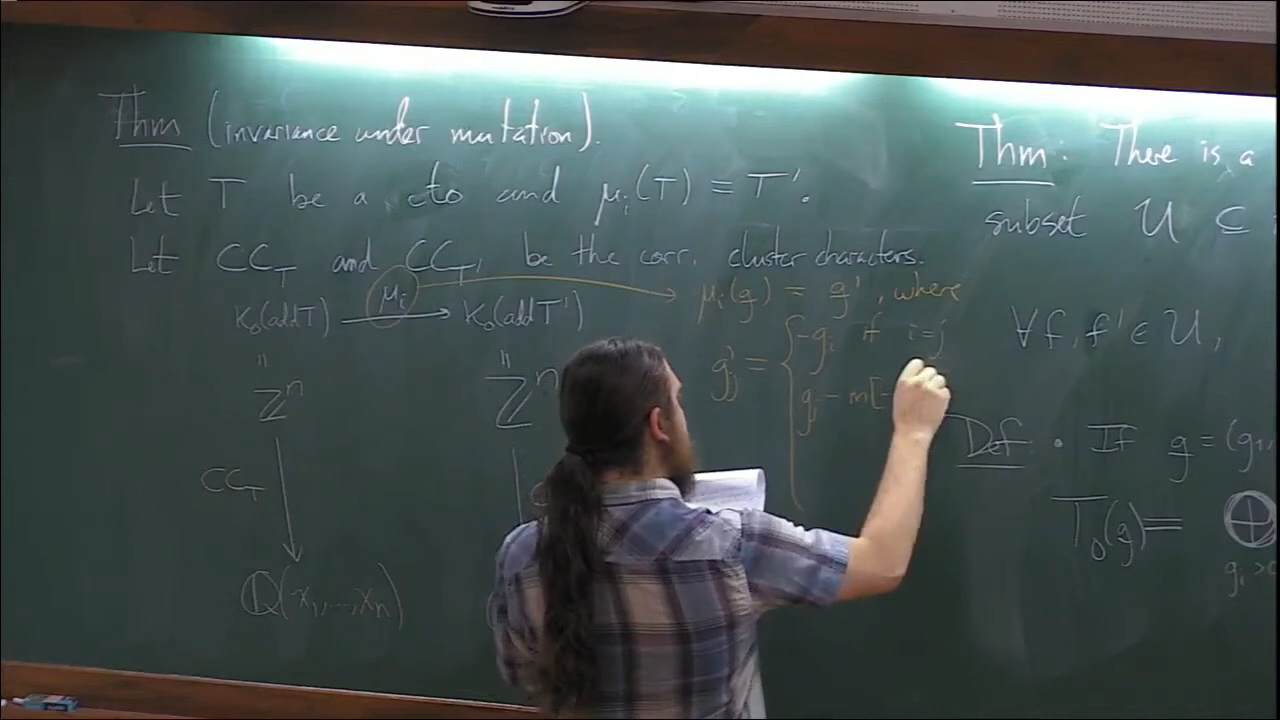 Thm (invariance under mutation).
Let T be a cto and μᵢ(T) = T'.
Let CC_T and CC_T' be the corr. cluster characters.
K₀(add T) μᵢ → K₀(add T')
μᵢ(g) = g', where
g'ⱼ = { -gᵢ if i=j
gⱼ - m[-
" "
ℤⁿ ℤⁿ
CC_T
ℚ(x₁,...,xₙ)
Thm: There is a
subset U ⊆
∀f, f' ∈ U,
Def • If g = (g₁,
T₀(g) = ⊕
gᵢ>0